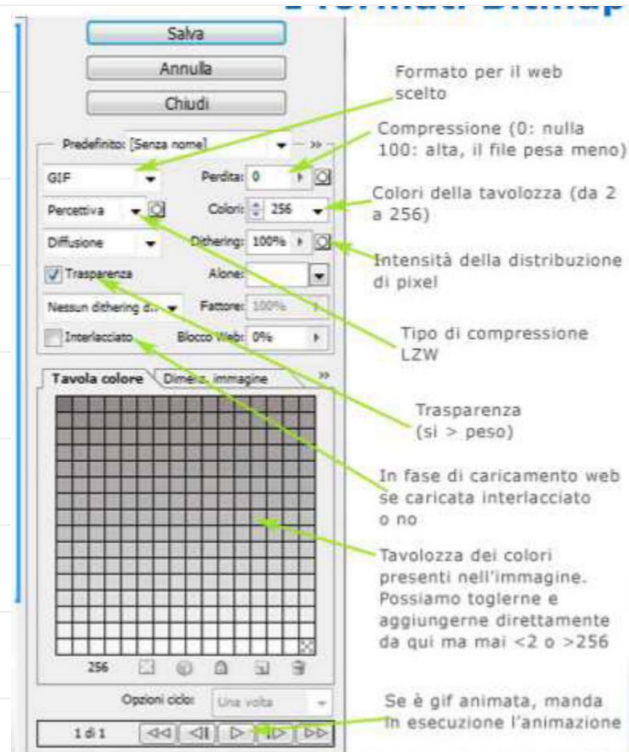 I formati Bitmap
Salva
Annulla
Chiudi
Predefinito: [Senza nome]
GIF
Perdita: 0
Percettiva
Colori: 256
Diffusione
Dithering: 100%
Trasparenza
Alone:
Nessun dithering d...
Fattore: 100%
Interlacciato
Blocco Web: 0%
Tavola colore
Dimens. immagine
256
Opzioni ciclo: Una volta
1 di 1
Formato per il web
scelto
Compressione (0: nulla
100: alta, il file pesa meno)
Colori della tavolozza (da 2
a 256)
Intensità della distribuzione
di pixel
Tipo di compressione
LZW
Trasparenza
(si > peso)
In fase di caricamento web
se caricata interlacciato
o no
Tavolozza dei colori
presenti nell'immagine.
Possiamo toglerne e
aggiungerne direttamente
da qui ma mai <2 o >256
Se è gif animata, manda
in esecuzione l'animazione